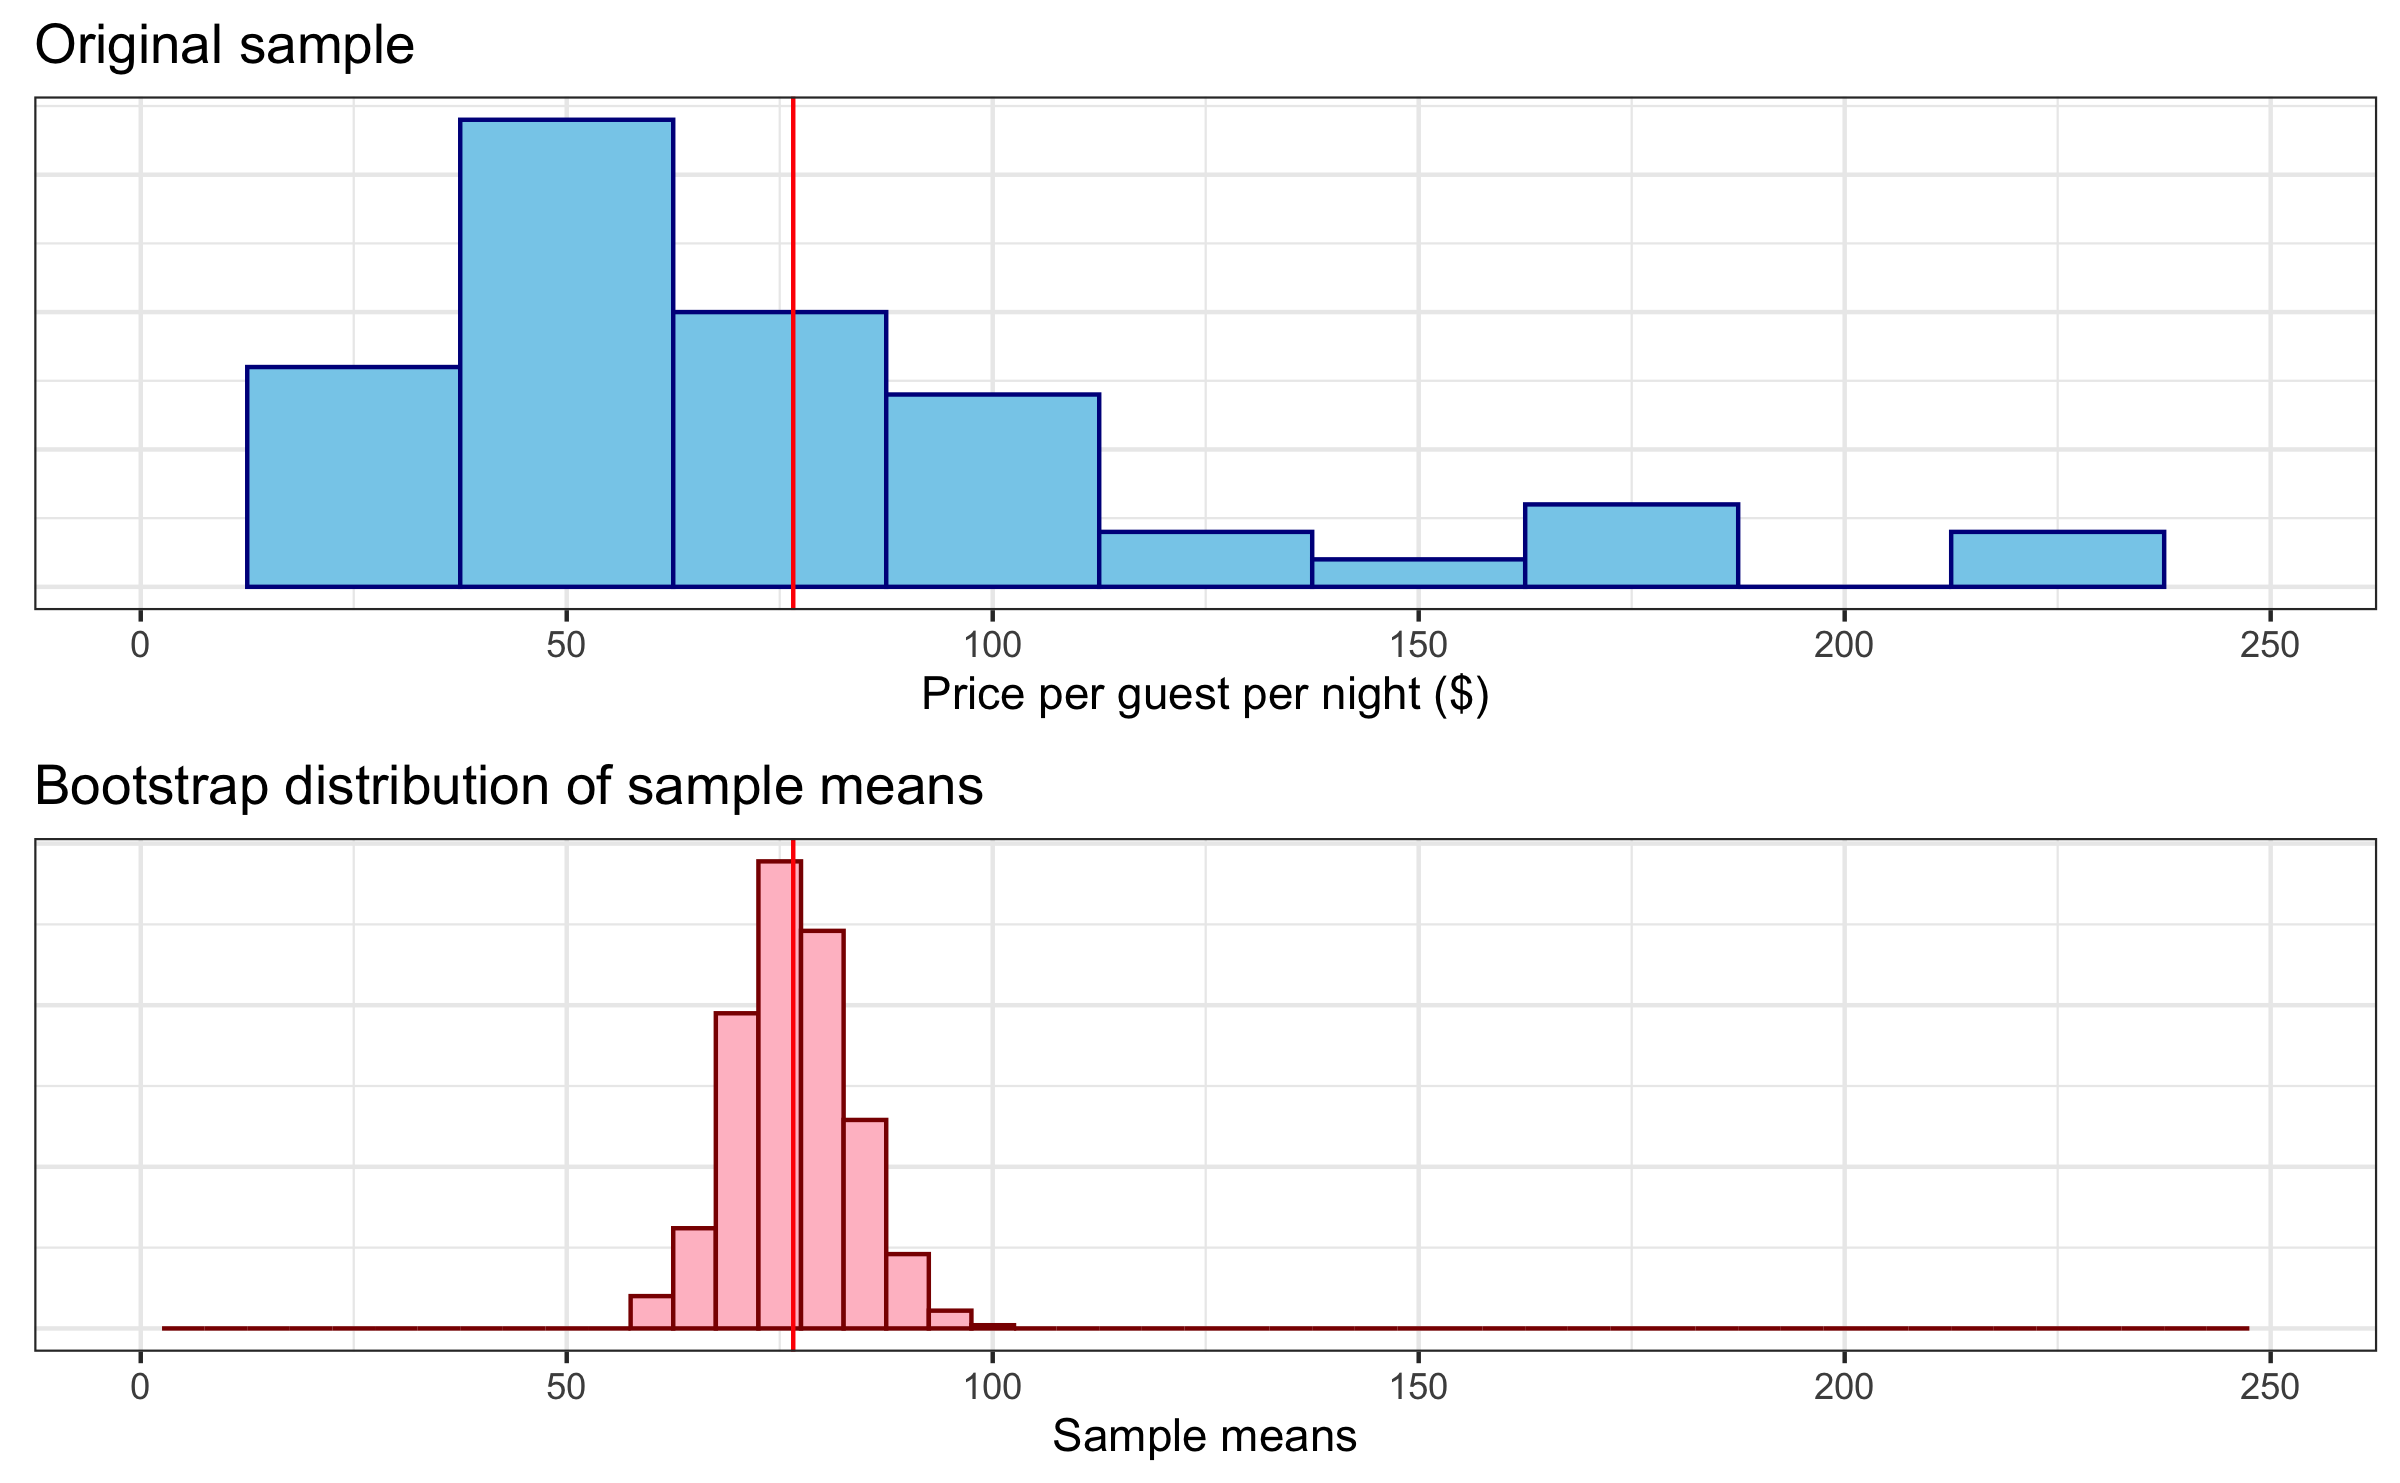 Original sample
0 50 100 150 200 250
Price per guest per night ($)
Bootstrap distribution of sample means
0 50 100 150 200 250
Sample means